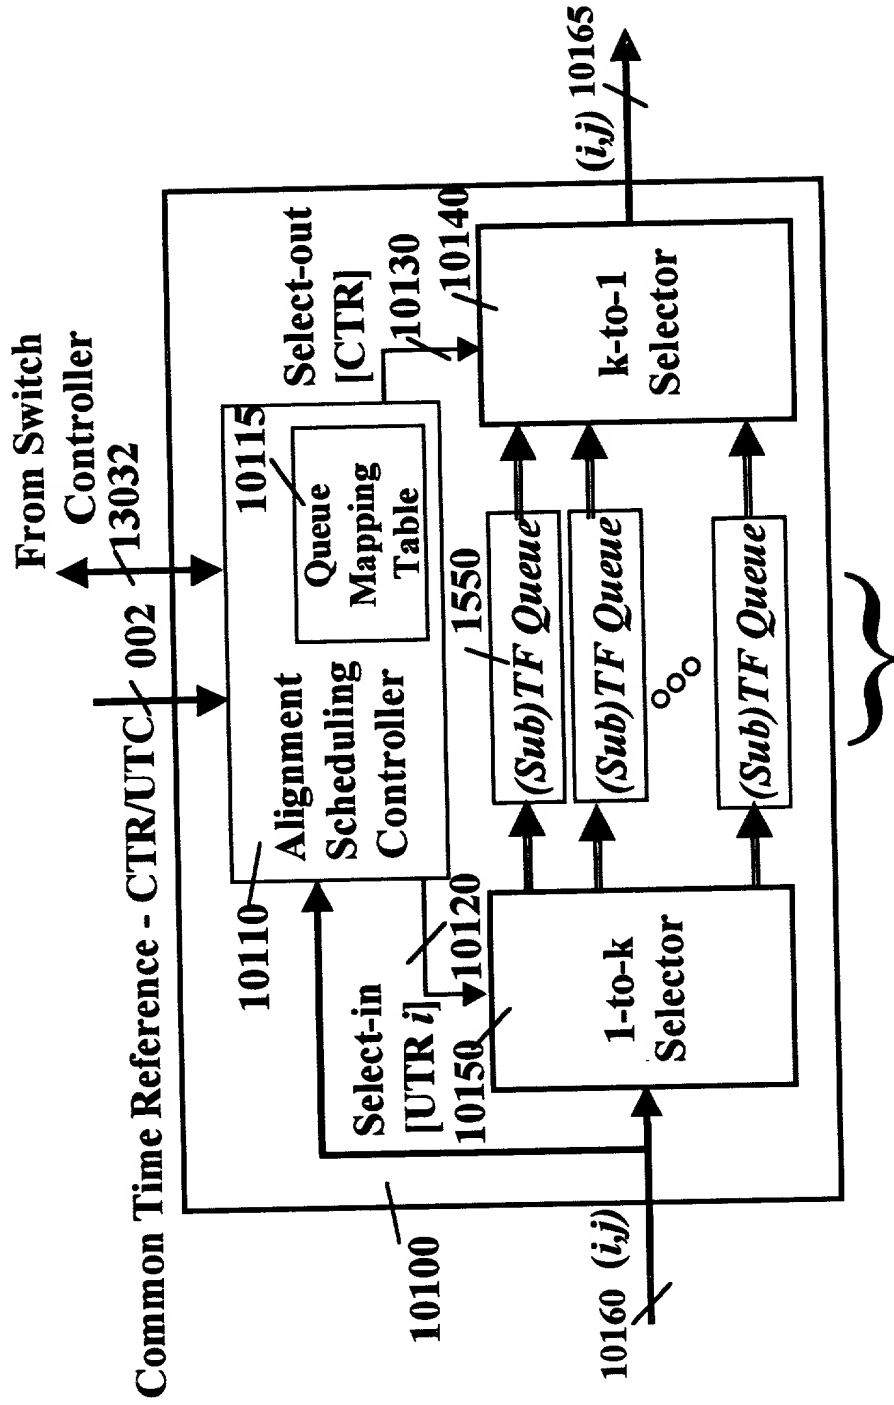 From Switch
Controller
13032
Common Time Reference - CTR/UTC
002
10110
Alignment
Scheduling
Controller
10115
Queue
Mapping
Table
Select-out
[CTR]
10130
10140
Select-in
[UTR i]
10120
10150
1550
(Sub)TF Queue
(Sub)TF Queue
(Sub)TF Queue
1-to-k
Selector
k-to-1
Selector
10100
10160 (i,j)
(i,j) 10165